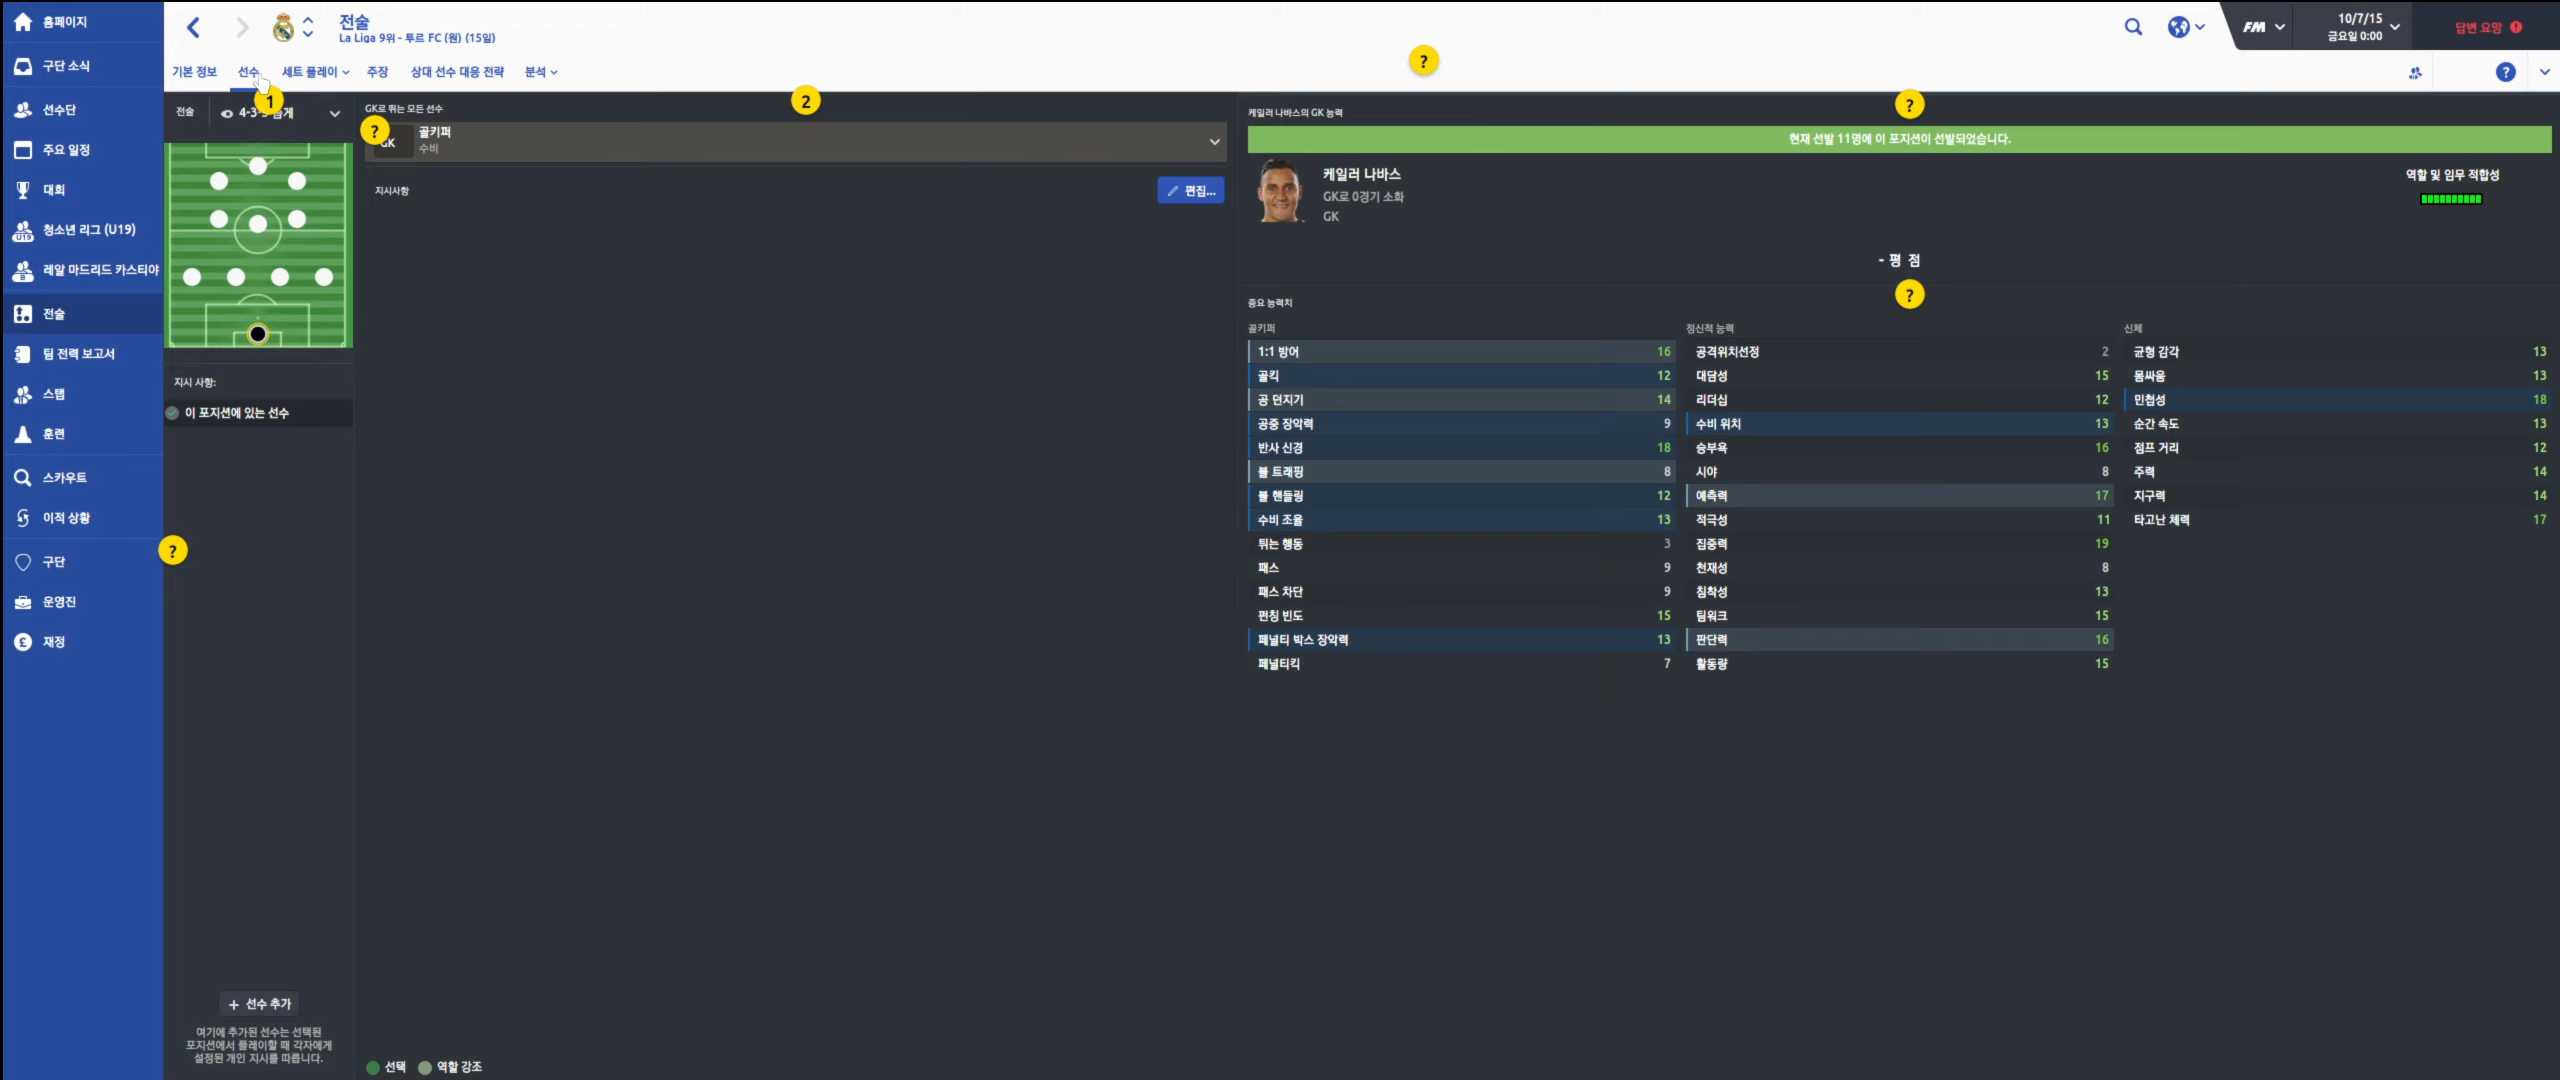 홈페이지
구단 소식
선수단
주요 일정
대회
청소년 리그 (U19)
레알 마드리드 카스티야
전술
팀 전력 보고서
스탭
훈련
스카우트
이적 상황
구단
운영진
재정
전술
La Liga 9위 - 투르 FC (원) (15일)
FM
10/7/15
금요일 0:00
답변 요망
기본 정보
선수
세트 플레이
주장
상대 선수 대응 전략
분석
?
?
1
2
?
?
?
?
전술
지시 사항:
이 포지션에 있는 선수
+ 선수 추가
여기에 추가된 선수는 선택된
포지션에서 플레이할 때 각자에게
설정된 개인 지시를 따릅니다.
GK로 뛰는 모든 선수
GK
골키퍼
수비
지시사항
편집...
선택
역할 강조
케일러 나바스의 GK 능력
현재 선발 11명에 이 포지션이 선발되었습니다.
케일러 나바스
GK로 0경기 소화
GK
역할 및 임무 적합성
- 평 점
중요 능력치
골키퍼
1:1 방어 16
골킥 12
공 던지기 14
공중 장악력 9
반사 신경 18
볼 트래핑 8
볼 핸들링 12
수비 조율 13
튀는 행동 3
패스 9
패스 차단 9
펀칭 빈도 15
페널티 박스 장악력 13
페널티킥 7
정신적 능력
공격위치선정 2
대담성 15
리더십 12
수비 위치 13
승부욕 16
시야 8
예측력 17
적극성 11
집중력 19
천재성 8
침착성 13
팀워크 15
판단력 16
활동량 15
신체
균형 감각 13
몸싸움 13
민첩성 18
순간 속도 13
점프 거리 12
주력 14
지구력 14
타고난 체력 17